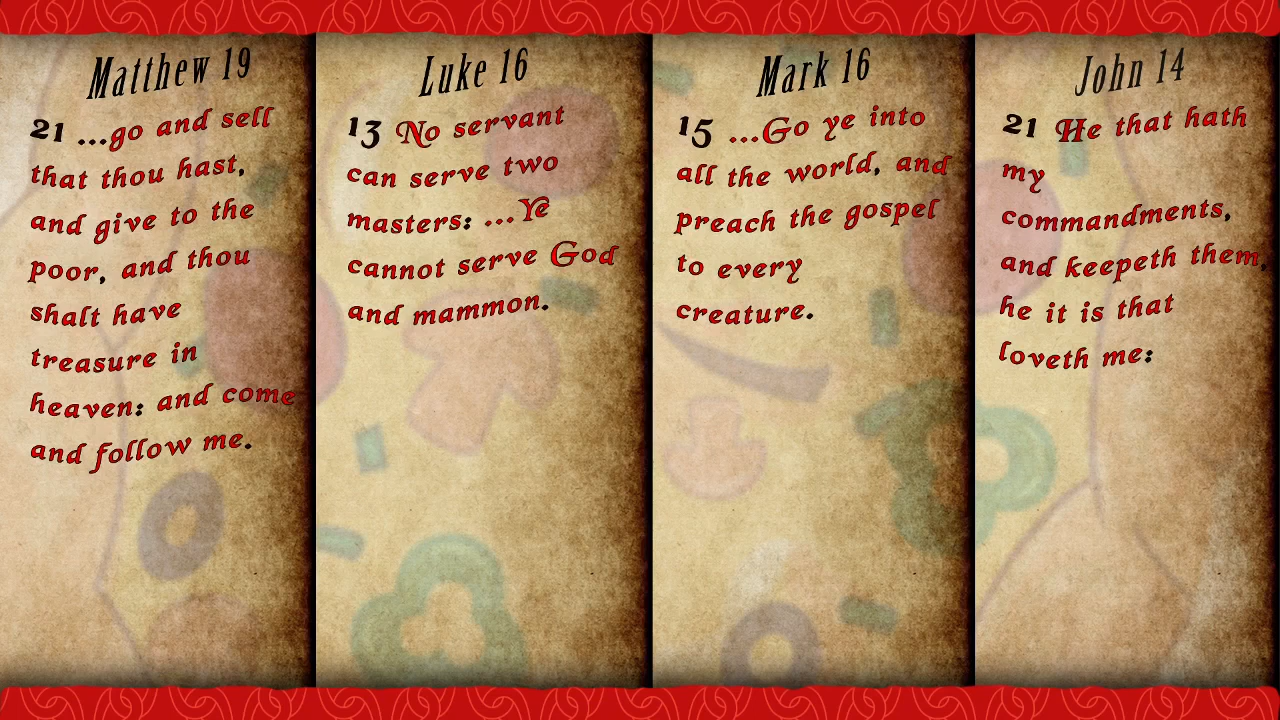 Matthew 19
21 ...go and sell
that thou hast,
and give to the
poor, and thou
shalt have
treasure in
heaven: and come
and follow me.
Luke 16
13 No servant
can serve two
masters: ...Ye
cannot serve God
and mammon.
Mark 16
15 ...Go ye into
all the world, and
preach the gospel
to every
creature.
John 14
21 He that hath
my
commandments,
and keepeth them,
he it is that
loveth me: